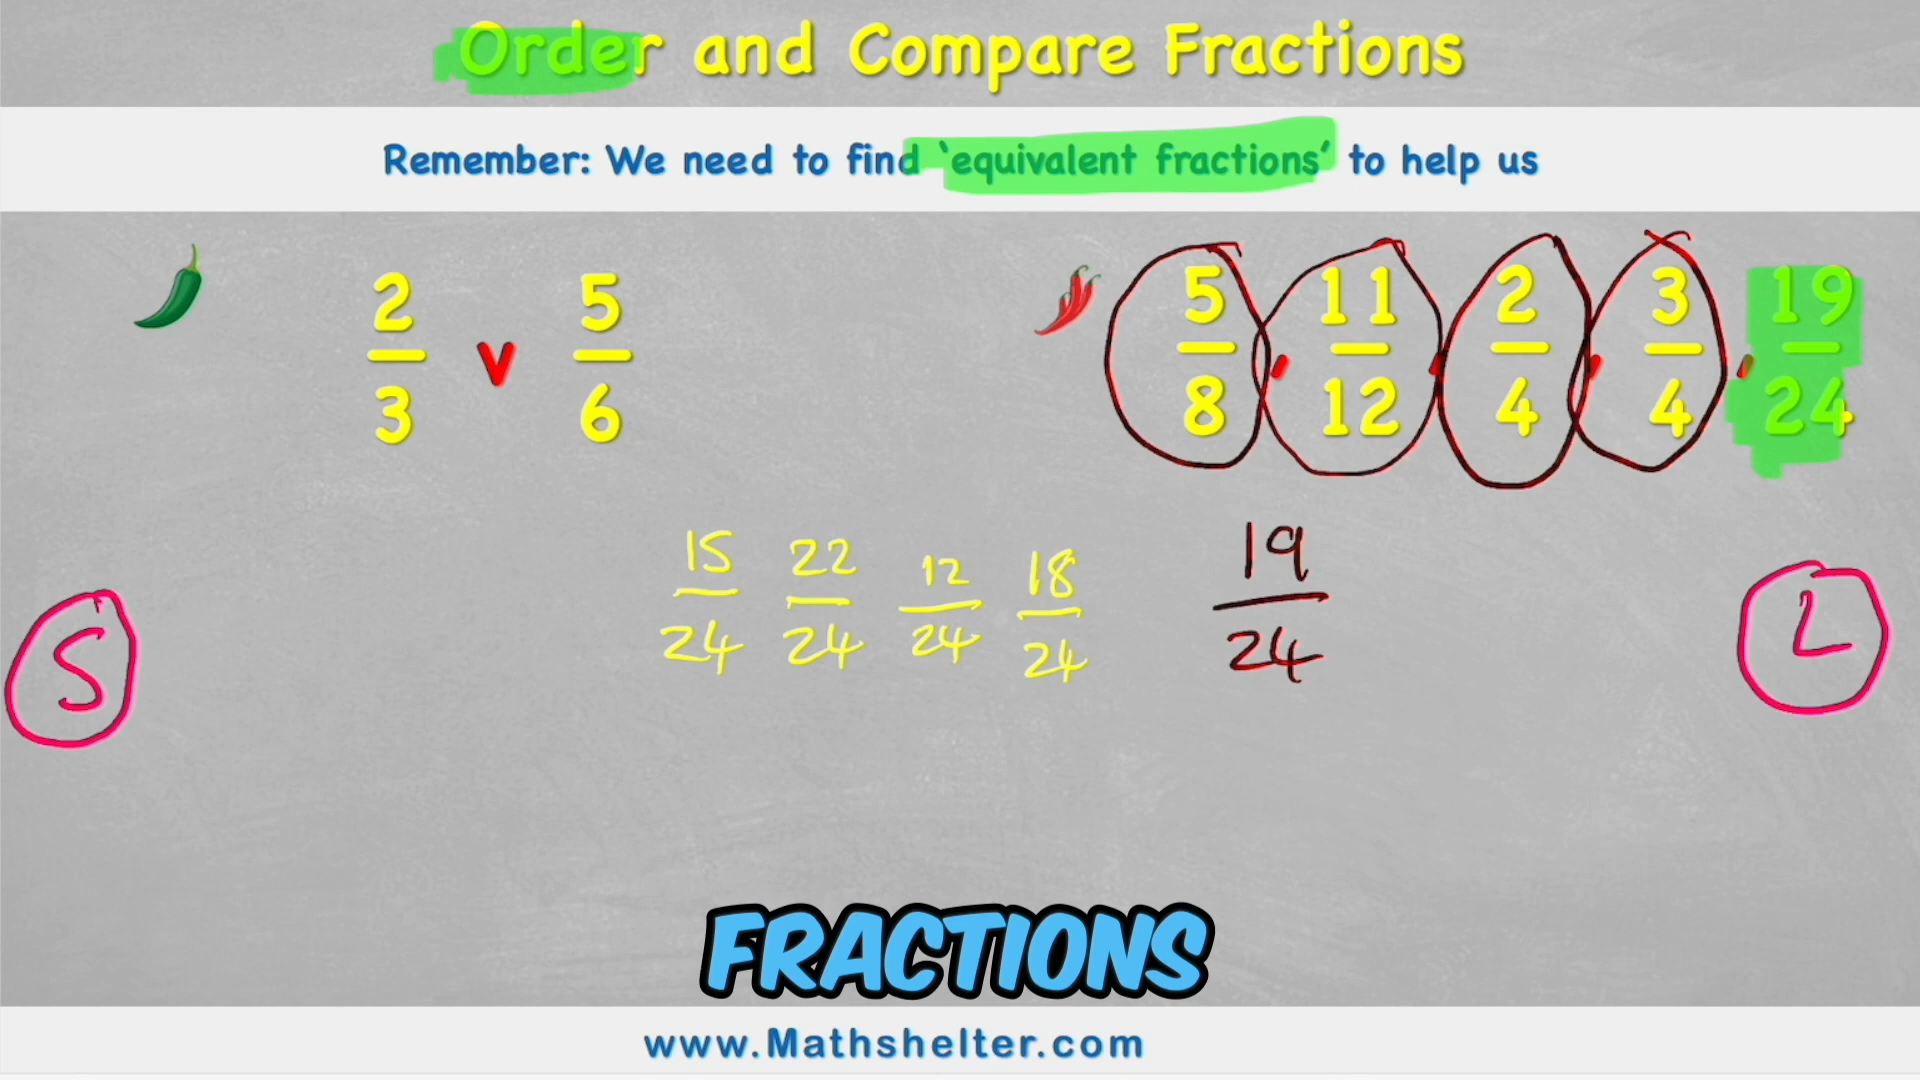 Order and Compare Fractions
Remember: We need to find 'equivalent fractions' to help us
2/3 v 5/6
5/8 , 11/12 , 2/4 , 3/4 , 19/24
15/24 22/24 12/24 18/24 19/24
S L
FRACTIONS
www.Mathshelter.com